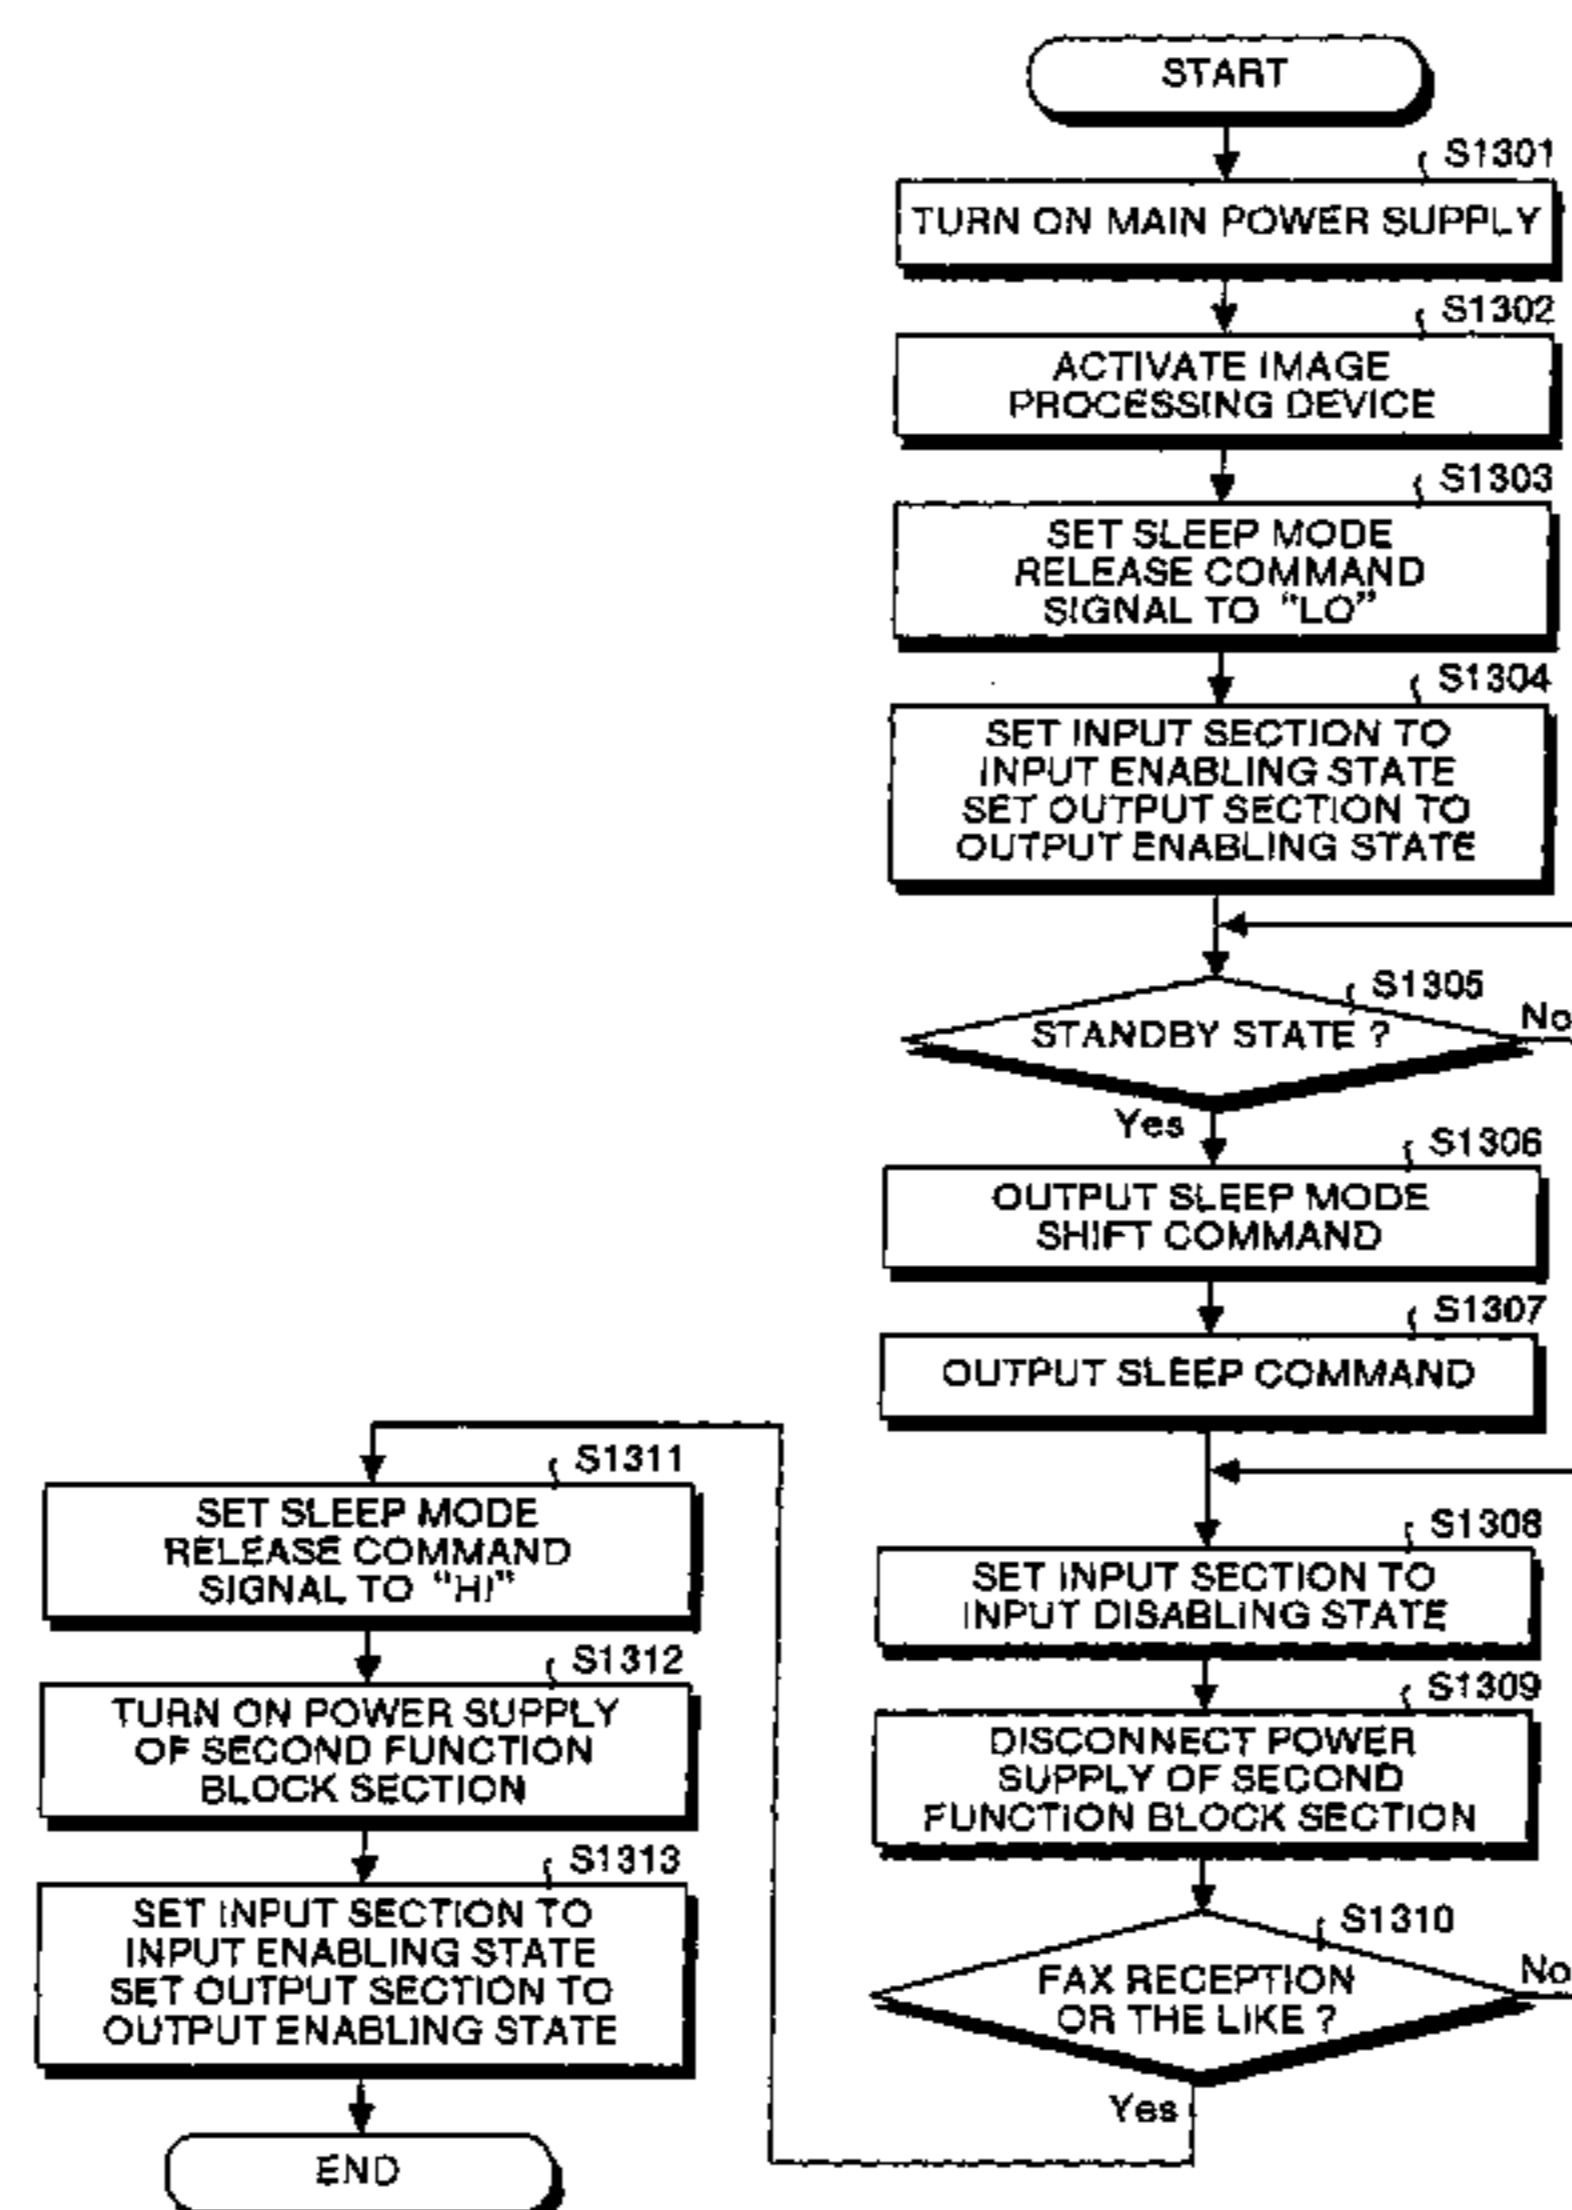 START
S1301
TURN ON MAIN POWER SUPPLY
S1302
ACTIVATE IMAGE
PROCESSING DEVICE
S1303
SET SLEEP MODE
RELEASE COMMAND
SIGNAL TO "LO"
S1304
SET INPUT SECTION TO
INPUT ENABLING STATE
SET OUTPUT SECTION TO
OUTPUT ENABLING STATE
S1305
STANDBY STATE ?
No
Yes
S1306
OUTPUT SLEEP MODE
SHIFT COMMAND
S1307
OUTPUT SLEEP COMMAND
S1308
SET INPUT SECTION TO
INPUT DISABLING STATE
S1309
DISCONNECT POWER
SUPPLY OF SECOND
FUNCTION BLOCK SECTION
S1310
FAX RECEPTION
OR THE LIKE ?
No
Yes
S1311
SET SLEEP MODE
RELEASE COMMAND
SIGNAL TO "HI"
S1312
TURN ON POWER SUPPLY
OF SECOND FUNCTION
BLOCK SECTION
S1313
SET INPUT SECTION TO
INPUT ENABLING STATE
SET OUTPUT SECTION TO
OUTPUT ENABLING STATE
END